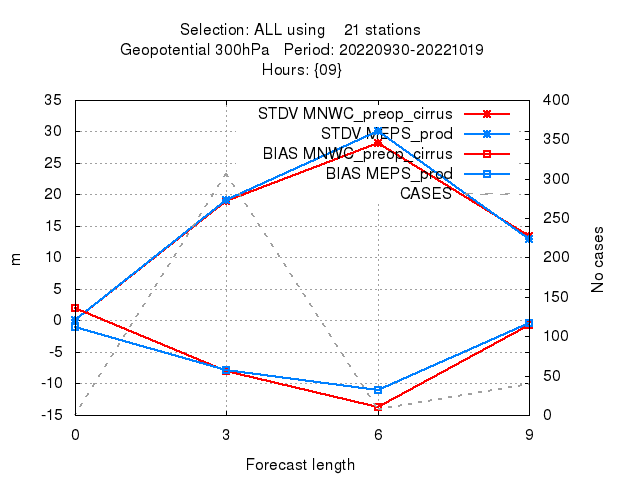 Selection: ALL using 21 stations
Geopotential 300hPa Period: 20220930-20221019
Hours: {09}
35 400
30 350
25 300
20 250
15 200
10 150
5 100
0 50
-5 0
-10
-15
STDV MNWC_preop_cirrus
STDV MEPS_prod
BIAS MNWC_preop_cirrus
BIAS MEPS_prod
CASES
m
No cases
0 3 6 9
Forecast length